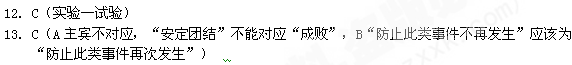 12. C（实验一试验）
13. C（A 主宾不对应，“安定团结”不能对应“成败”，B“防止此类事件不再发生”应该为
“防止此类事件再次发生”）